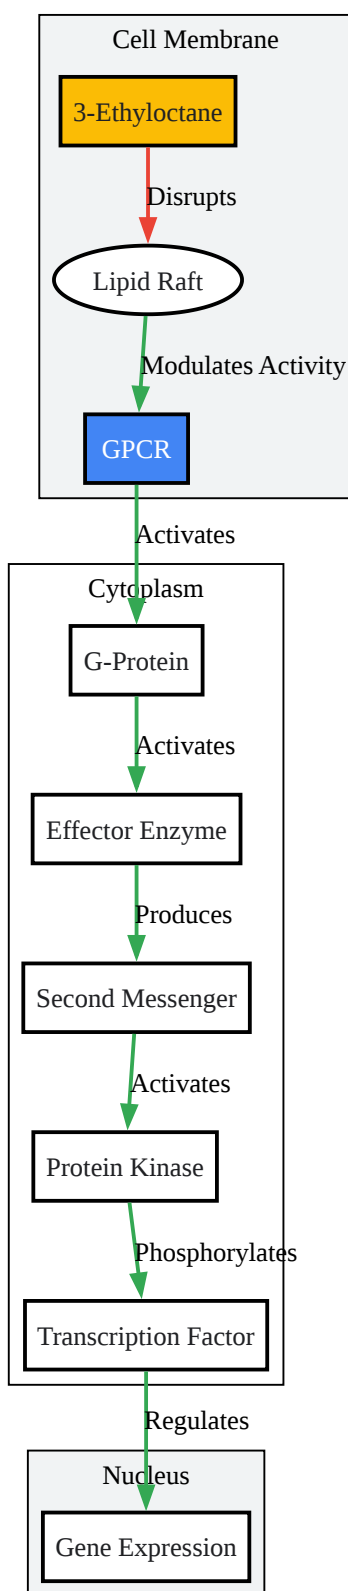 Cell Membrane
3-Ethyloctane
Disrupts
Lipid Raft
Modulates Activity
GPCR
Activates
Cytoplasm
G-Protein
Activates
Effector Enzyme
Produces
Second Messenger
Activates
Protein Kinase
Phosphorylates
Transcription Factor
Regulates
Nucleus
Gene Expression